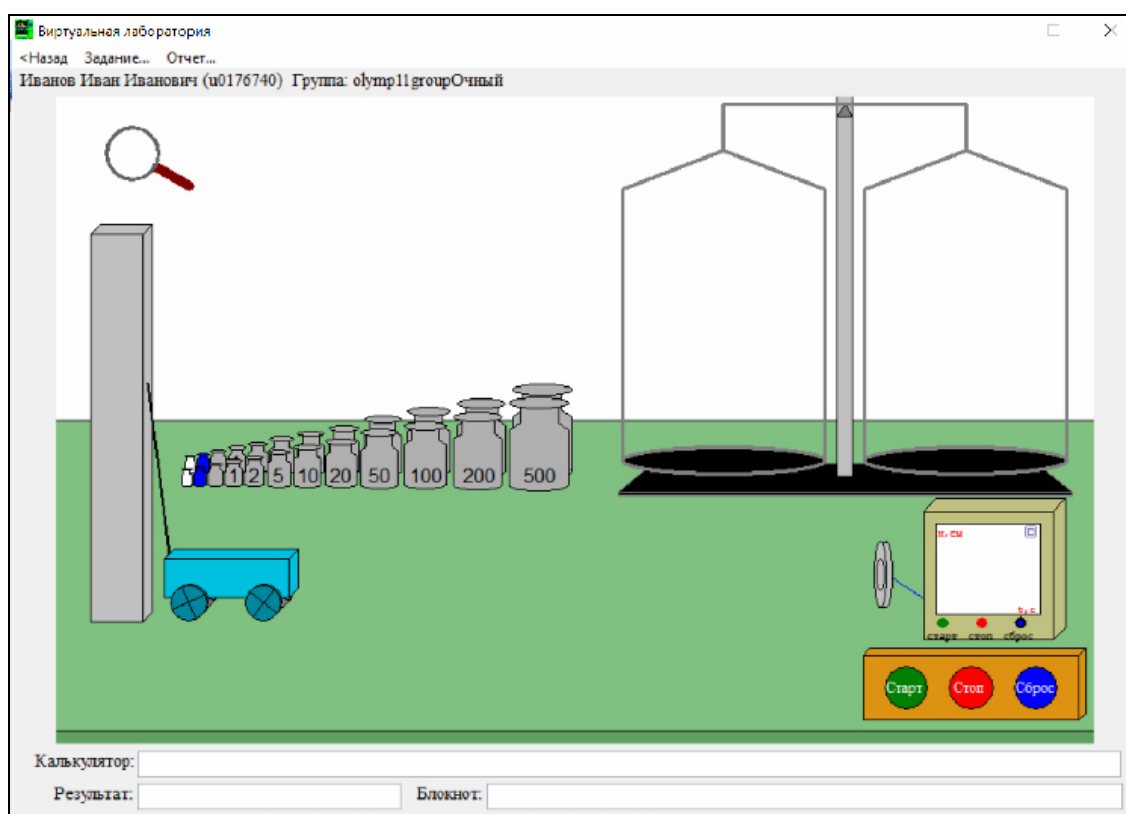 Виртуальная лаборатория
<Назад Задание... Отчет...
Иванов Иван Иванович (u0176740) Группа: olymp11groupОчный
1 2 5 10 20 50 100 200 500
x,см
t,с
старт стоп сброс
Старт Стоп Сброс
Калькулятор:
Результат: Блокнот: